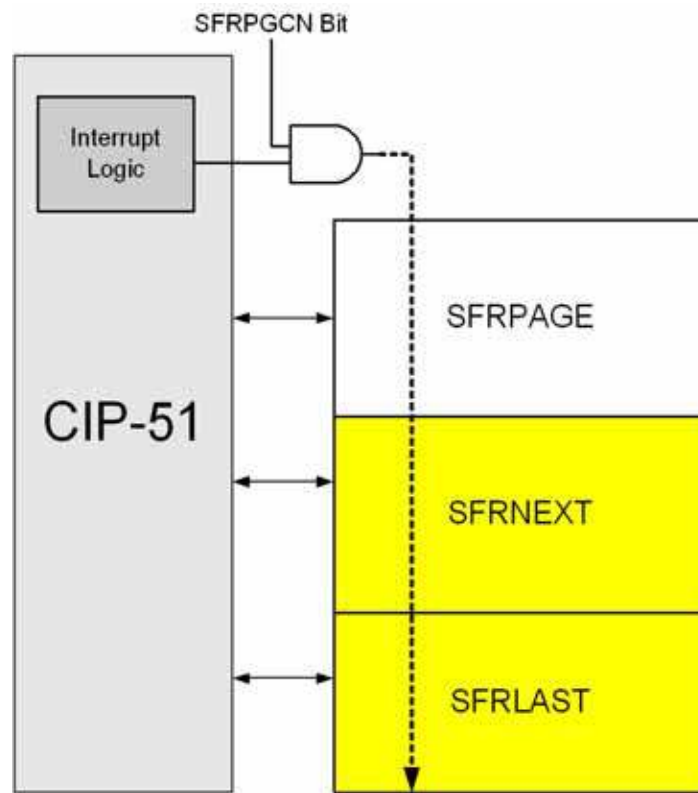 SFRPGCN Bit
Interrupt
Logic
SFRPAGE
CIP-51
SFRNEXT
SFRLAST